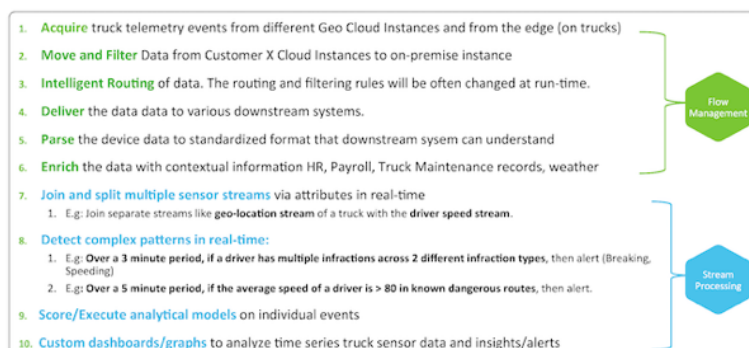 1. Acquire truck telemetry events from different Geo Cloud Instances and from the edge (on trucks)
2. Move and Filter Data from Customer X Cloud Instances to on-premise instance
3. Intelligent Routing of data. The routing and filtering rules will be often changed at run-time.
4. Deliver the data data to various downstream systems.
5. Parse the device data to standardized format that downstream sysem can understand
6. Enrich the data with contextual information HR, Payroll, Truck Maintenance records, weather
Flow
Management
7. Join and split multiple sensor streams via attributes in real-time
1. E.g: Join separate streams like geo-location stream of a truck with the driver speed stream.
8. Detect complex patterns in real-time:
1. E.g: Over a 3 minute period, if a driver has multiple infractions across 2 different infraction types, then alert (Breaking,
Speeding)
2. E.g: Over a 5 minute period, if the average speed of a driver is > 80 in known dangerous routes, then alert.
9. Score/Execute analytical models on individual events
10. Custom dashboards/graphs to analyze time series truck sensor data and insights/alerts
Stream
Processing